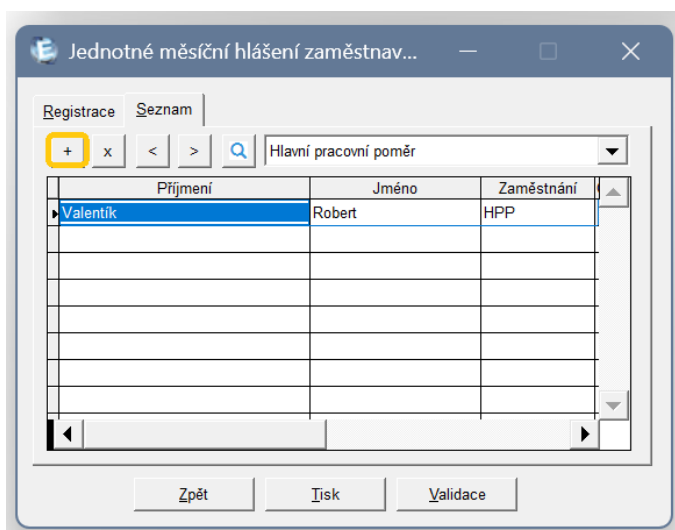 Jednotné měsíční hlášení zaměstnav...
Registrace Seznam
+ x < > Hlavní pracovní poměr
Příjmení Jméno Zaměstnání
Valentík Robert HPP
Zpět Tisk Validace